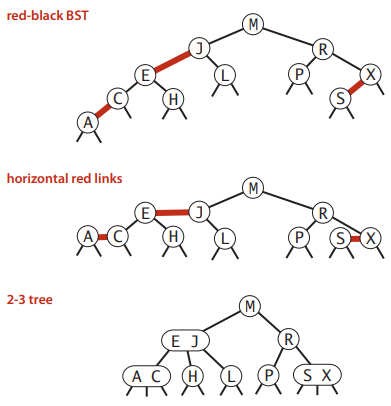 red-black BST
M
J R
E L P X
C H S
A
horizontal red links
M
E J R
A C H L P S X
2-3 tree
M
E J R
A C H L P S X